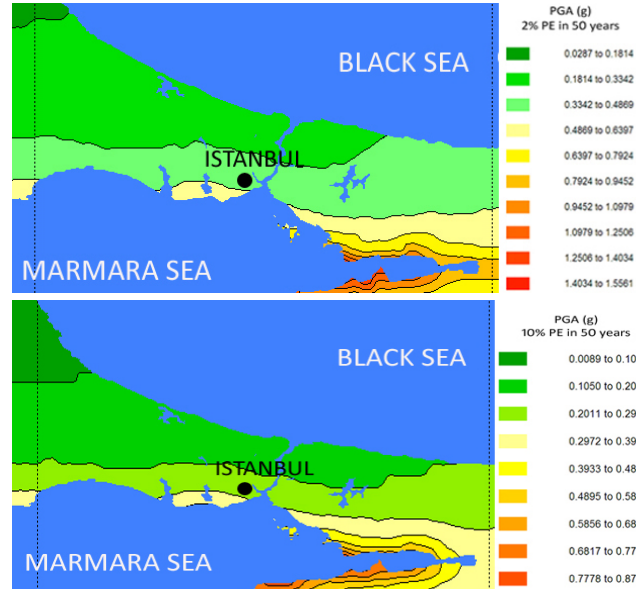 PGA (g)
2% PE in 50 years
BLACK SEA
0.0287 to 0.1814
0.1814 to 0.3342
0.3342 to 0.4869
0.4869 to 0.6397
ISTANBUL
0.6397 to 0.7924
0.7924 to 0.9452
0.9452 to 1.0979
1.0979 to 1.2506
MARMARA SEA
1.2506 to 1.4034
1.4034 to 1.5561
PGA (g)
10% PE in 50 years
BLACK SEA
0.0089 to 0.10
0.1050 to 0.20
0.2011 to 0.29
0.2972 to 0.39
ISTANBUL
0.3933 to 0.48
0.4895 to 0.58
0.5856 to 0.68
MARMARA SEA
0.6817 to 0.77
0.7778 to 0.87